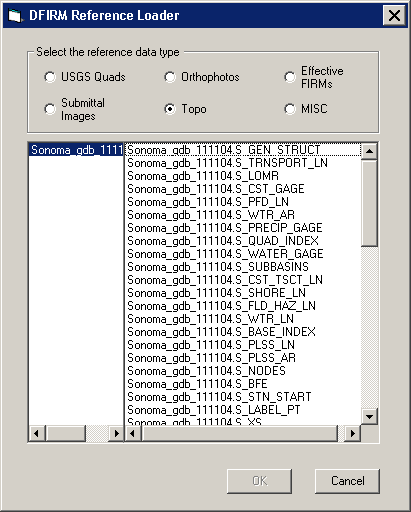 DFIRM Reference Loader
Select the reference data type
USGS Quads
Orthophotos
Effective
FIRMs
Submittal
Images
Topo
MISC
Sonoma_gdb_1111
Sonoma_gdb_111104.S_GEN_STRUCT
Sonoma_gdb_111104.S_TRNSPORT_LN
Sonoma_gdb_111104.S_LOMR
Sonoma_gdb_111104.S_CST_GAGE
Sonoma_gdb_111104.S_PFD_LN
Sonoma_gdb_111104.S_WTR_AR
Sonoma_gdb_111104.S_PRECIP_GAGE
Sonoma_gdb_111104.S_QUAD_INDEX
Sonoma_gdb_111104.S_WATER_GAGE
Sonoma_gdb_111104.S_SUBBASINS
Sonoma_gdb_111104.S_CST_TSCT_LN
Sonoma_gdb_111104.S_SHORE_LN
Sonoma_gdb_111104.S_FLD_HAZ_LN
Sonoma_gdb_111104.S_WTR_LN
Sonoma_gdb_111104.S_BASE_INDEX
Sonoma_gdb_111104.S_PLSS_LN
Sonoma_gdb_111104.S_PLSS_AR
Sonoma_gdb_111104.S_NODES
Sonoma_gdb_111104.S_BFE
Sonoma_gdb_111104.S_STN_START
Sonoma_gdb_111104.S_LABEL_PT
Sonoma_gdb_111104.S_XS
OK
Cancel